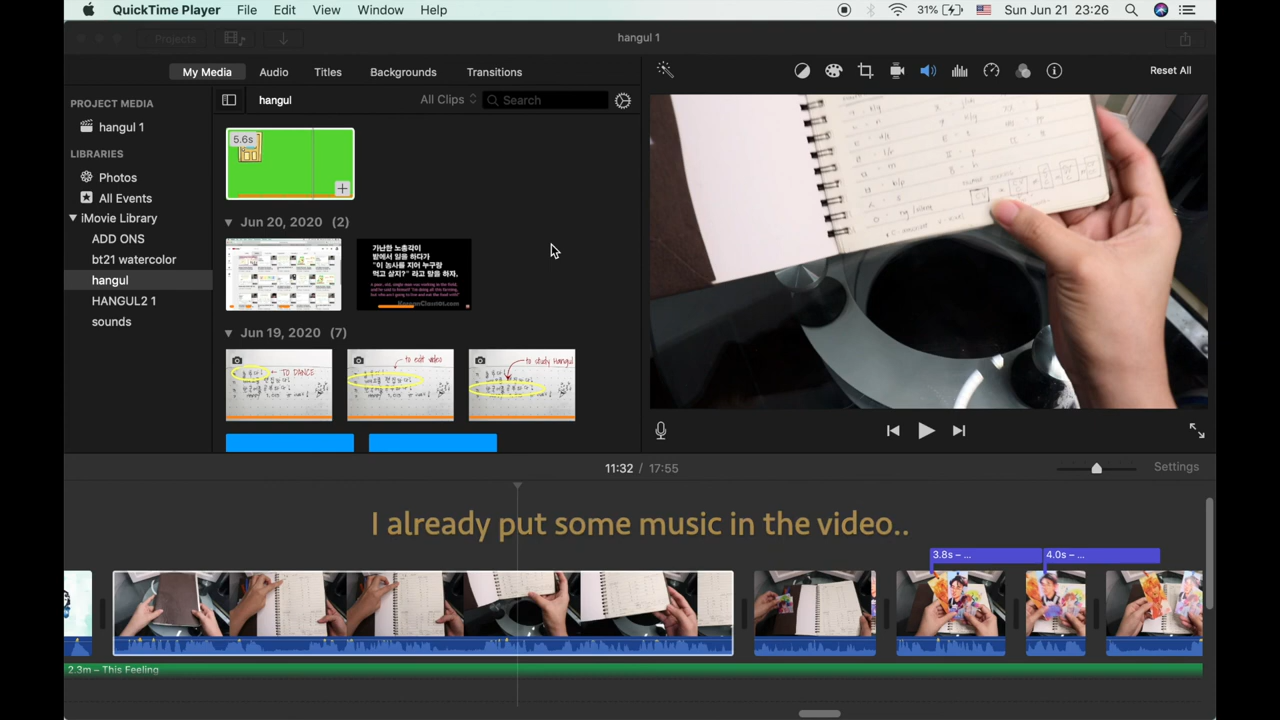 QuickTime Player File Edit View Window Help 31% Sun Jun 21 23:26
Projects hangul 1
My Media Audio Titles Backgrounds Transitions Reset All
PROJECT MEDIA
hangul 1
LIBRARIES
Photos
All Events
iMovie Library
ADD ONS
bt21 watercolor
hangul
HANGUL2 1
sounds
hangul All Clips Search
5.6s
Jun 20, 2020 (2)
가난한 노총각이
밭에서 일을 하다가
"이 농사를 지어 누구랑
먹고 살지?" 라고 말을 하자,
KoreanClass101.com
Jun 19, 2020 (7)
TO DANCE
to edit video
to study Hangul
11:32 / 17:55 Settings
I already put some music in the video..
3.8s – ... 4.0s – ...
2.3m – This Feeling